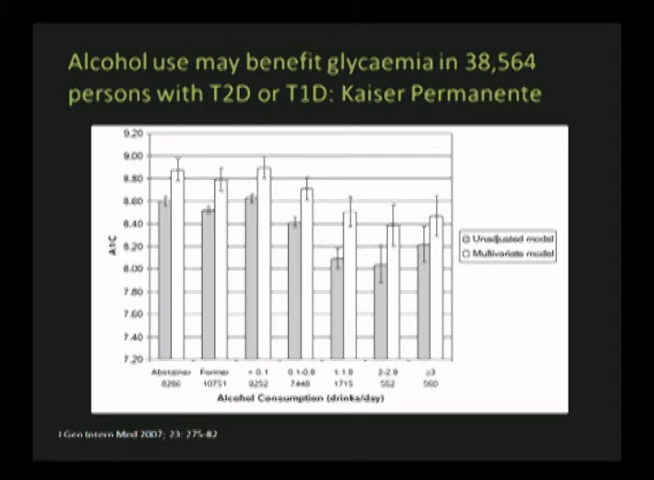 Alcohol use may benefit glycaemia in 38,564
persons with T2D or T1D: Kaiser Permanente
9.20
9.00
8.80
8.60
8.40
8.20
8.00
7.80
7.60
7.40
7.20
A1C
Unadjusted model
Multivariate model
Abstainer Former < 0.1 0.1-0.9 1-1.9 2-2.9 ≥3
8266 10751 9252 7448 1715 552 560
Alcohol Consumption (drinks/day)
J Gen Intern Med 2007; 23: 275-82